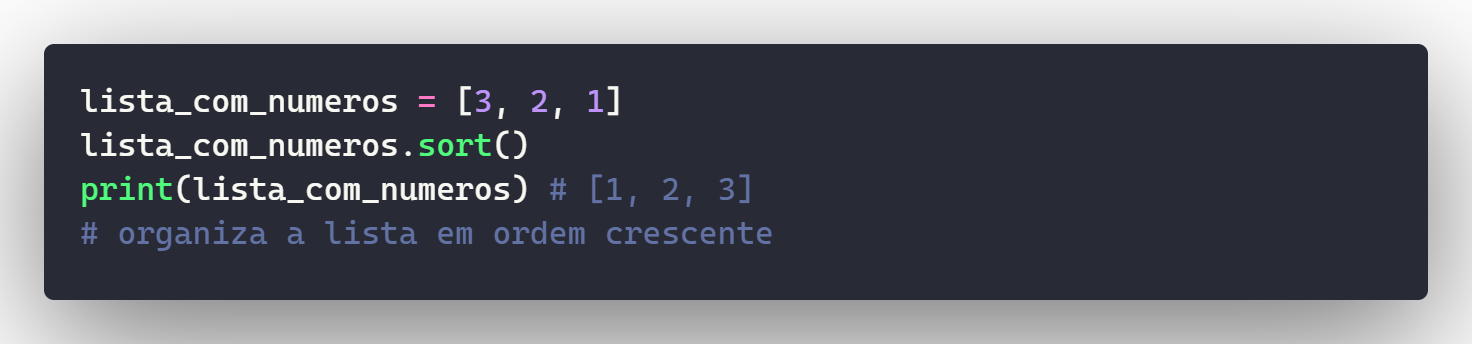 lista_com_numeros = [3, 2, 1]
lista_com_numeros.sort()
print(lista_com_numeros) # [1, 2, 3]
# organiza a lista em ordem crescente